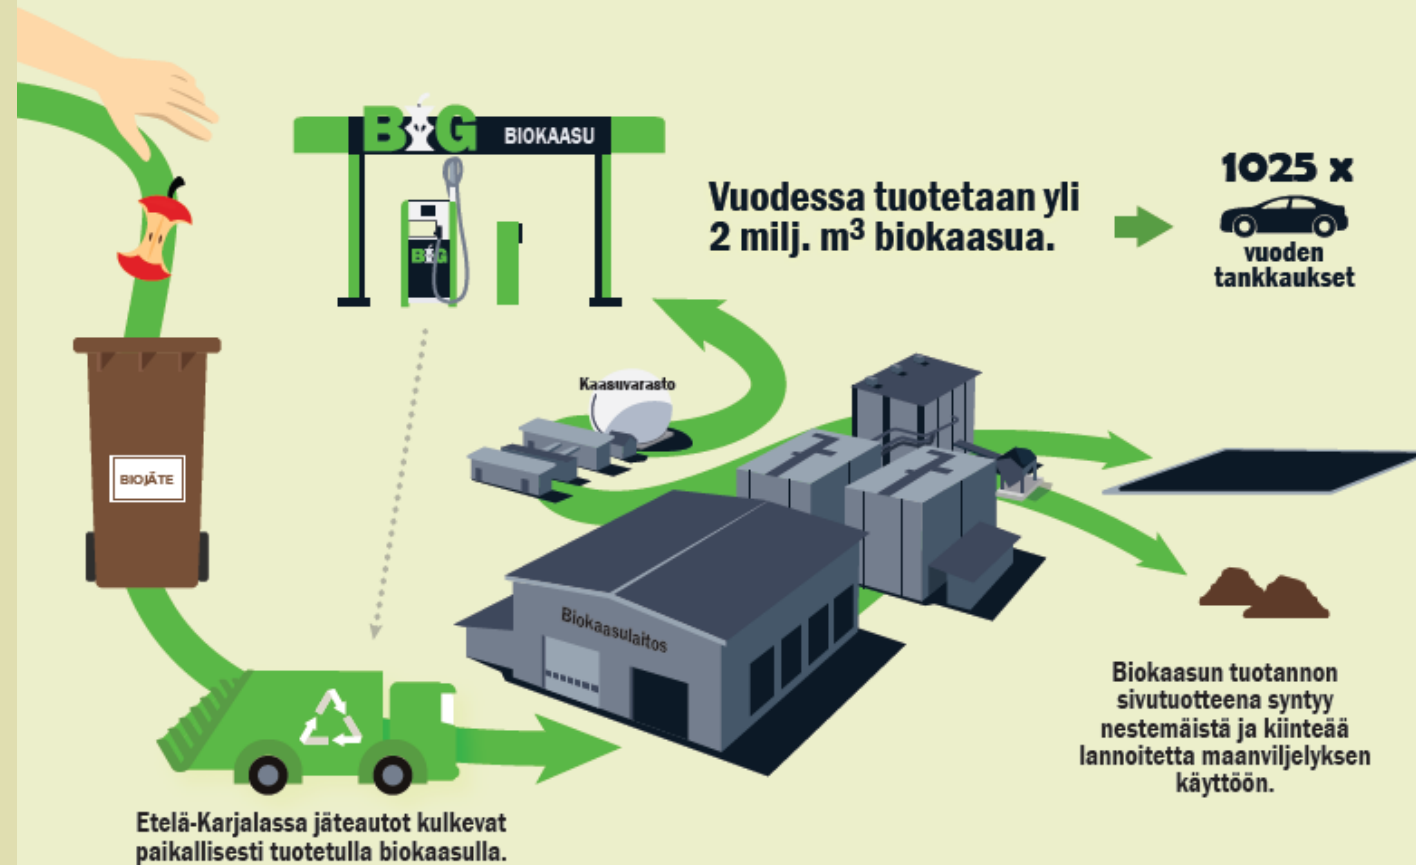 BIG BIOKAASU
BIG
Vuodessa tuotetaan yli
2 milj. m³ biokaasua.
1025 x
vuoden
tankkaukset
Kaasuvarasto
BIOJÄTE
Biokaasulaitos
Biokaasun tuotannon
sivutuotteena syntyy
nestemäistä ja kiinteää
lannoitetta maanviljelyksen
käyttöön.
Etelä-Karjalassa jäteautot kulkevat
paikallisesti tuotetulla biokaasulla.